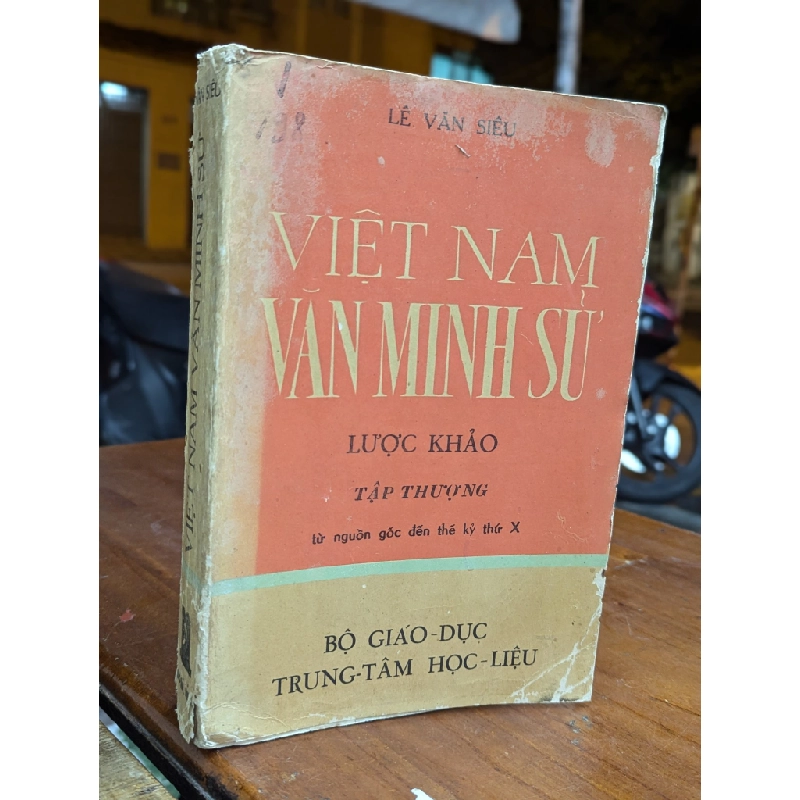 LÊ VĂN SIÊU
VIỆT NAM
VĂN MINH SỬ
LƯỢC KHẢO
TẬP THƯỢNG
từ nguồn gốc đến thế kỷ thứ X
BỘ GIÁO-DỤC
TRUNG-TÂM HỌC-LIỆU
VIỆT NAM VĂN MINH SỬ